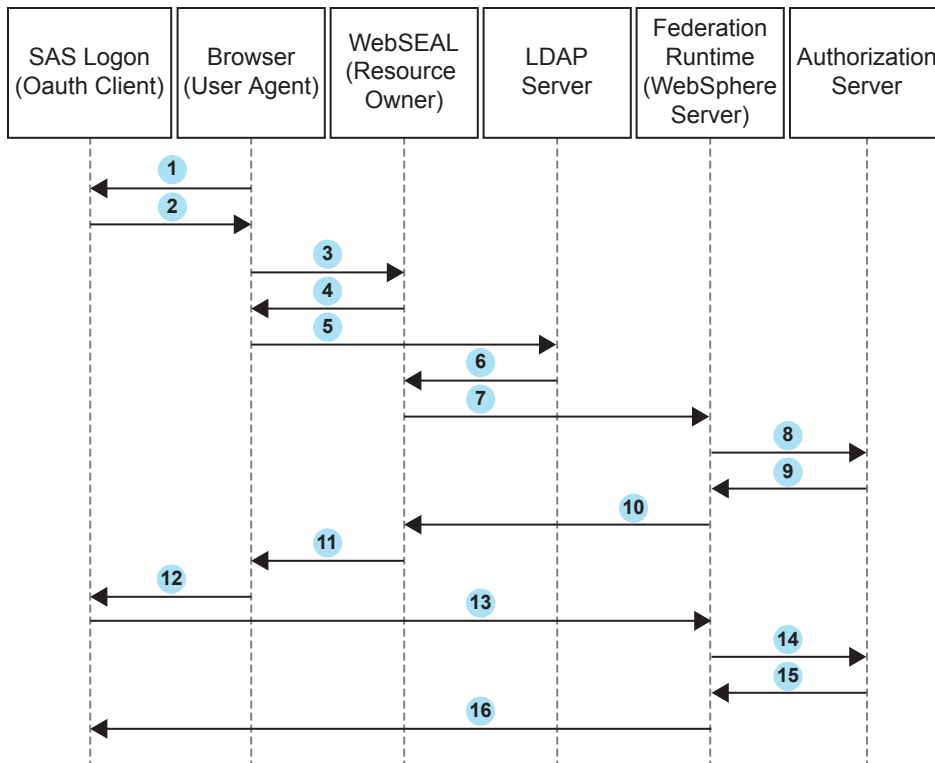 SAS Logon
(Oauth Client)
Browser
(User Agent)
WebSEAL
(Resource
Owner)
LDAP
Server
Federation
Runtime
(WebSphere
Server)
Authorization
Server
1
2
3
4
5
6
7
8
9
10
11
12
13
14
15
16